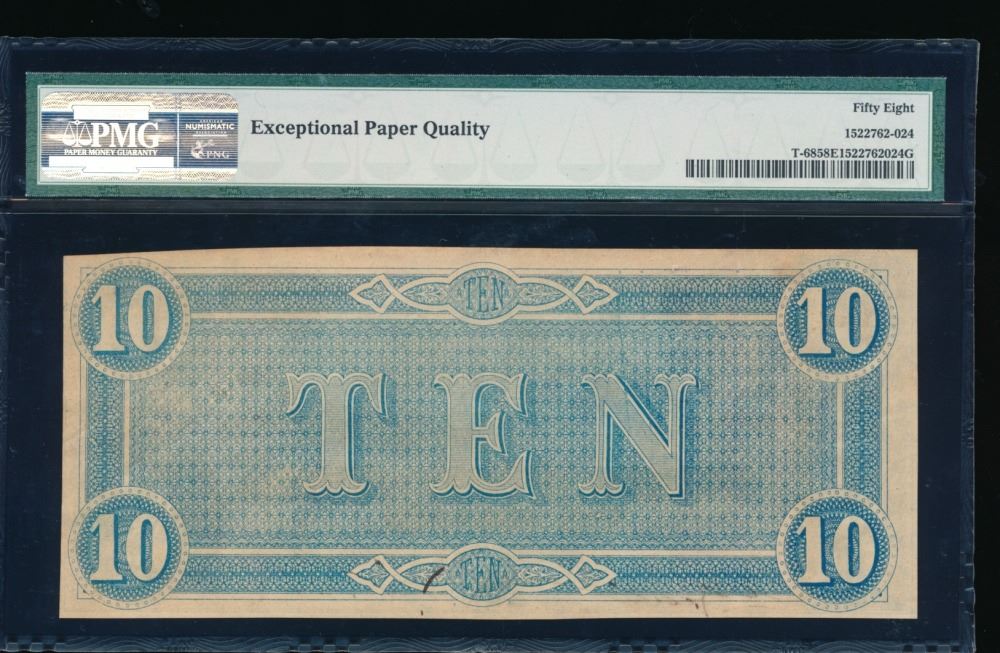 PMG
PAPER MONEY GUARANTY
NUMISMATIC
PNG
Exceptional Paper Quality
Fifty Eight
1522762-024
T-6858E1522762024G
10
TEN
10
TEN
10
TEN
10